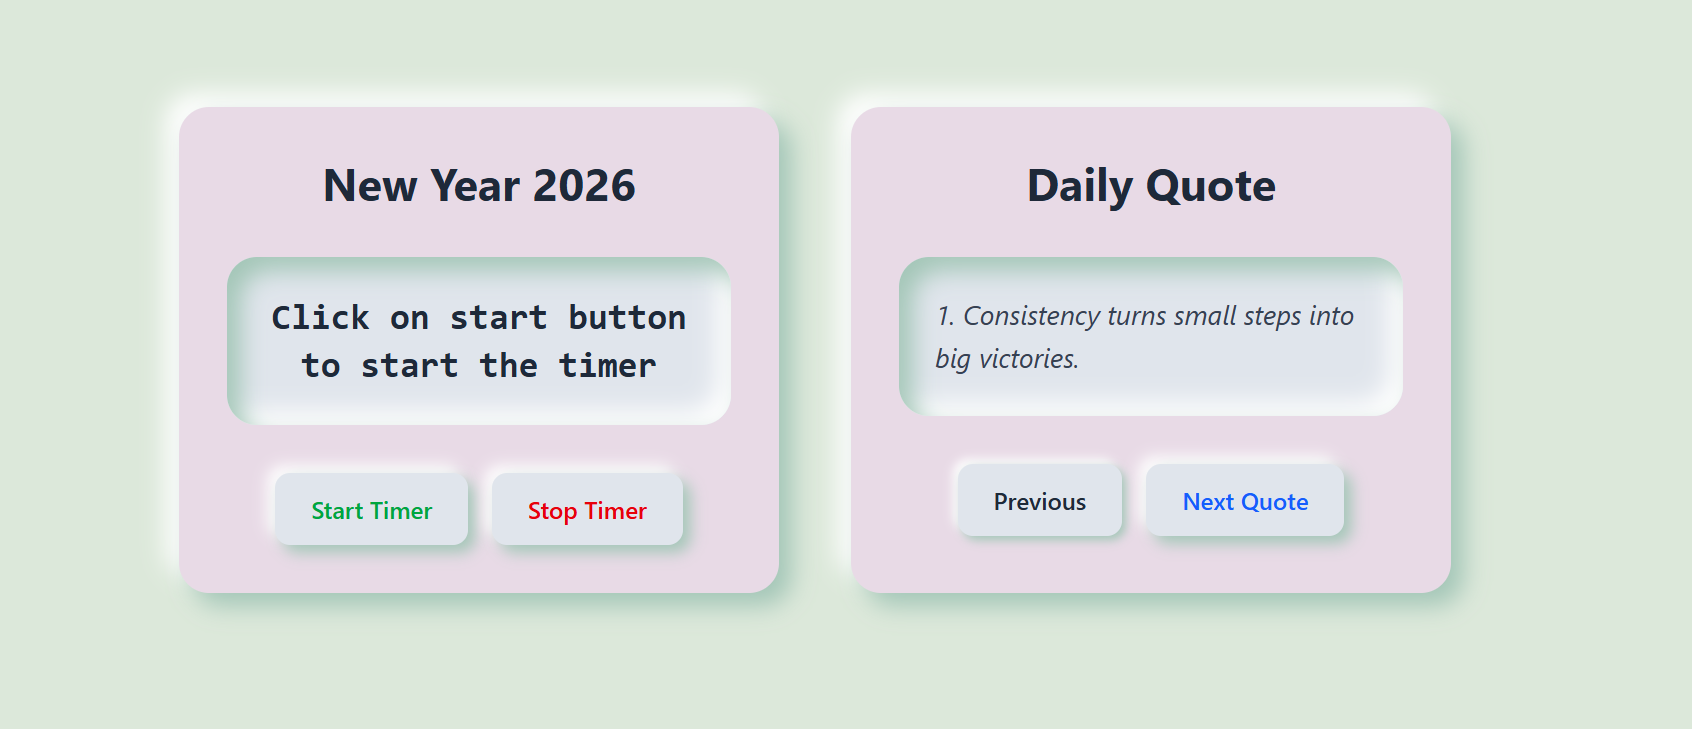 New Year 2026
Click on start button
to start the timer
Start Timer
Stop Timer
Daily Quote
1. Consistency turns small steps into
big victories.
Previous
Next Quote